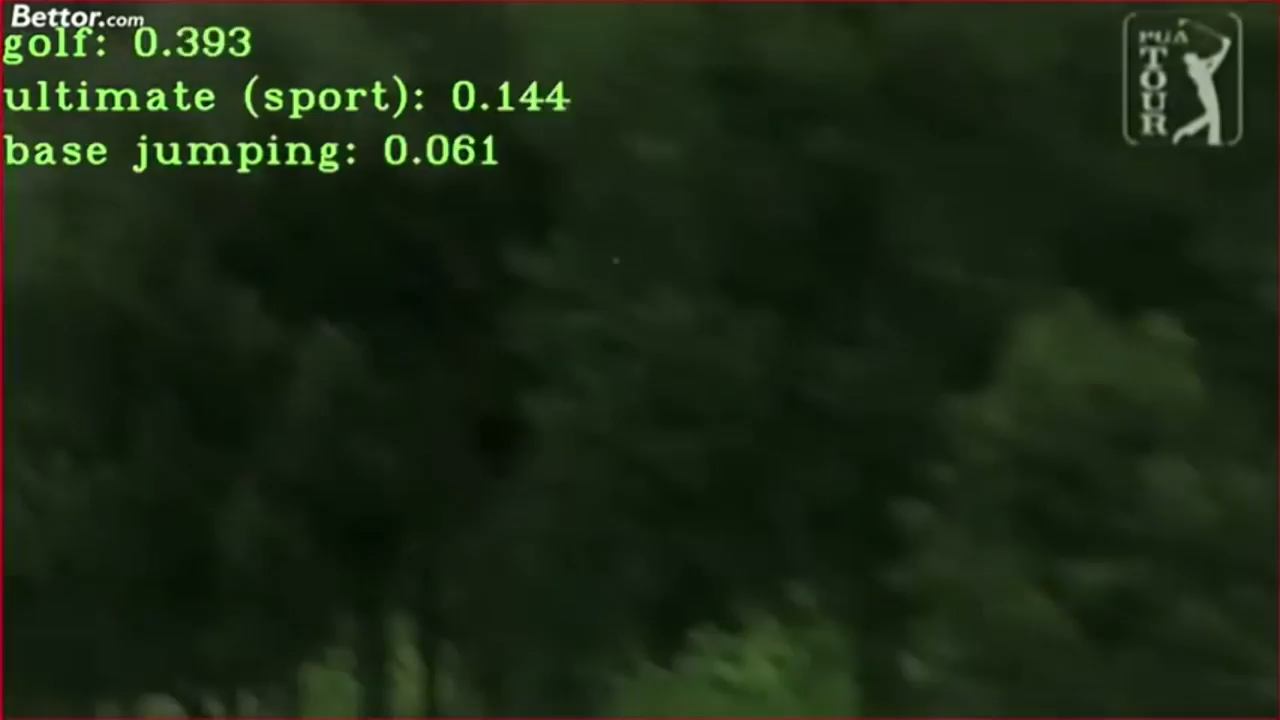 Bettor.com
golf: 0.393
ultimate (sport): 0.144
base jumping: 0.061
PGA
TOUR